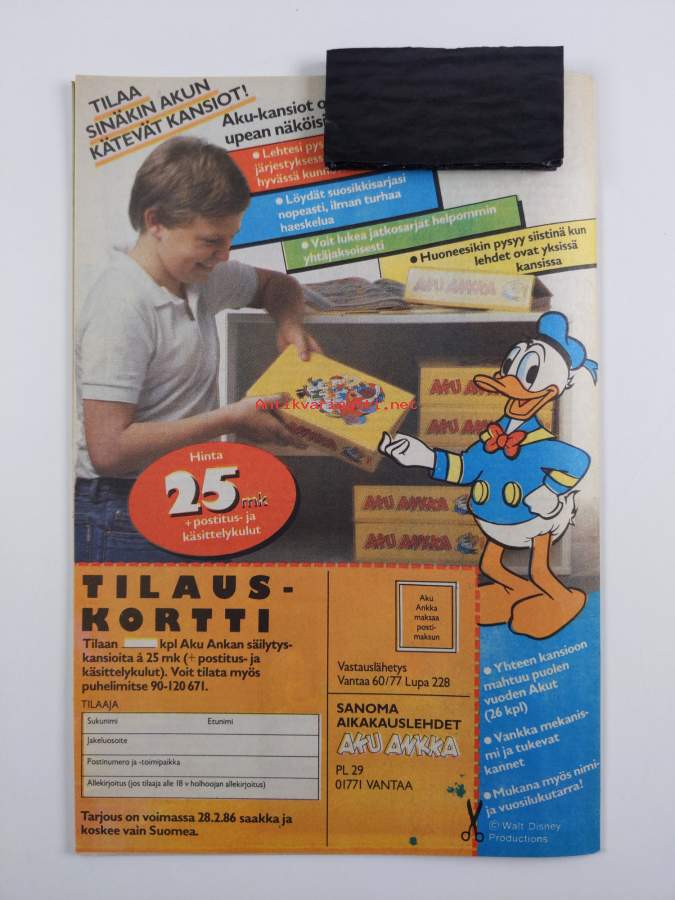 TILAA
SINÄKIN AKUN
KÄTEVÄT KANSIOT!
Aku-kansiot
upean
• Lehtesi
hyvässä
• Löydät suosikkisarjasi
nopeasti, ilman turhaa
haeskelua
• Voit lukea jatkosarjat helpommin
yhtäjaksoisesti
• Huoneesikin pysyy siistinä kun
lehdet ovat yksissä
kansissa
AKU ANKKA
AKU
AKU
AKU ANKKA
Antikvariaatti.net
Hinta
25 mk
+ postitus- ja
käsittelykulut
AKU ANKKA
AKU ANKKA
TILAUS-
KORTTI
Tilaan kpl Aku Ankan säilytys-
kansioita á 25 mk (+ postitus- ja
käsittelykulut). Voit tilata myös
puhelimitse 90-120 671.
TILAAJA
Sukunimi Etunimi
Jakeluosoite
Postinumero ja -toimipaikka
Allekirjoitus (jos tilaaja alle 18 v holhoojan allekirjoitus)
Tarjous on voimassa 28.2.86 saakka ja
koskee vain Suomea.
Aku
Ankka
maksaa
posti-
maksun
Vastauslähetys
Vantaa 60/77 Lupa 228
SANOMA
AIKAKAUSLEHDET
AKU ANKKA
PL 29
01771 VANTAA
• Yhteen kansioon
mahtuu puolen
vuoden Akut
(26 kpl)
• Vankka mekanis-
mi ja tukevat
kannet
• Mukana myös nimi-
ja vuosilukutarra!
© Walt Disney
Productions